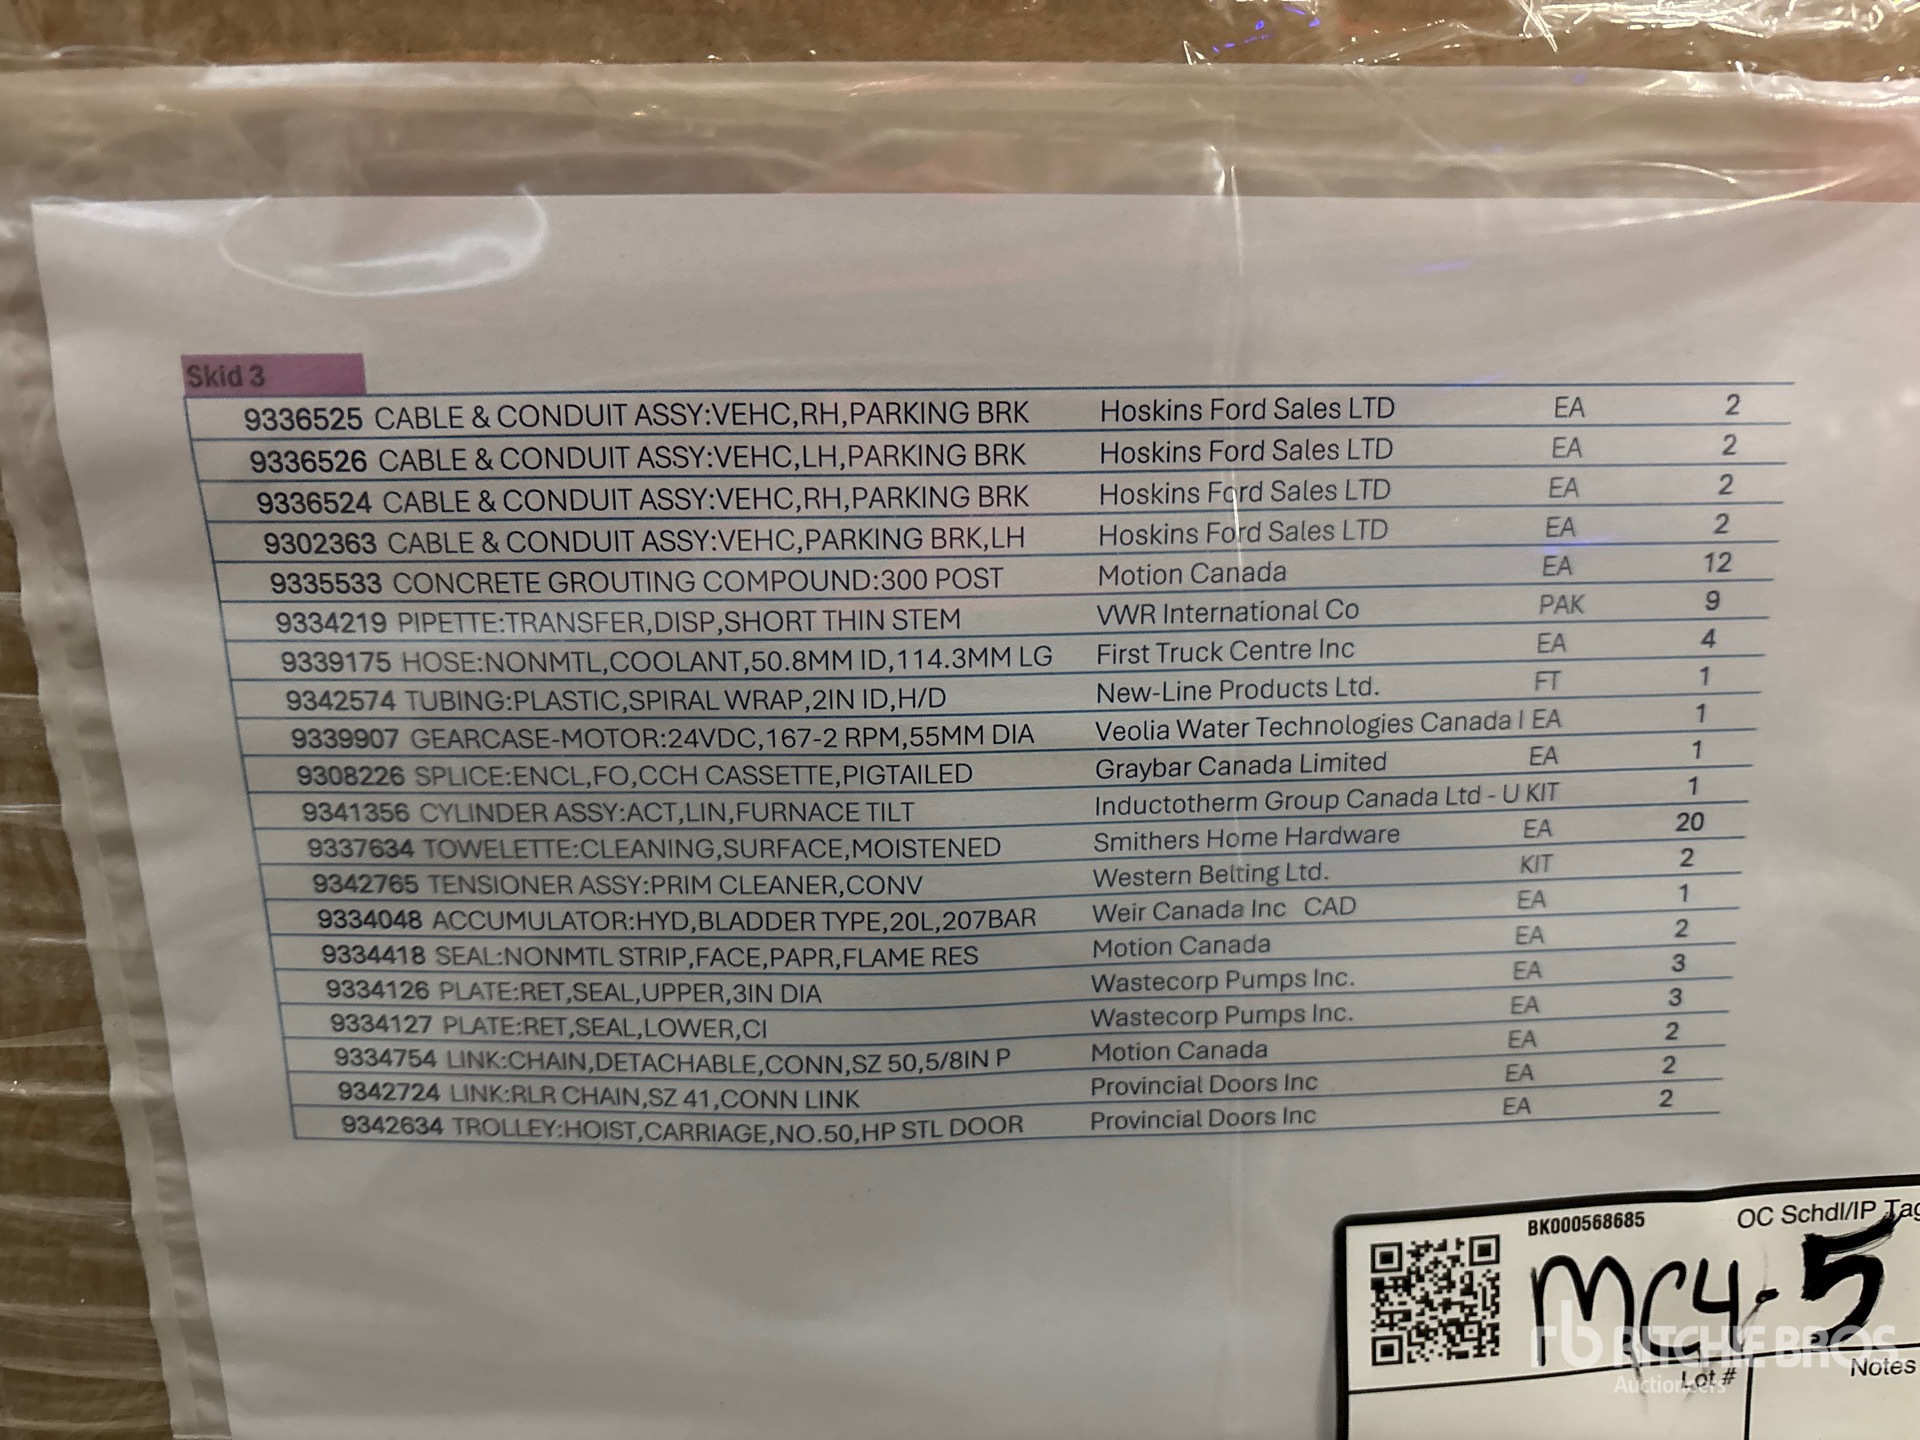 Skid 3
9336525 CABLE & CONDUIT ASSY:VEHC,RH,PARKING BRK Hoskins Ford Sales LTD EA 2
9336526 CABLE & CONDUIT ASSY:VEHC,LH,PARKING BRK Hoskins Ford Sales LTD EA 2
9336524 CABLE & CONDUIT ASSY:VEHC,RH,PARKING BRK Hoskins Ford Sales LTD EA 2
9302363 CABLE & CONDUIT ASSY:VEHC,PARKING BRK,LH Hoskins Ford Sales LTD EA 2
9335533 CONCRETE GROUTING COMPOUND:300 POST Motion Canada EA 12
9334219 PIPETTE:TRANSFER,DISP,SHORT THIN STEM VWR International Co PAK 9
9339175 HOSE:NONMTL,COOLANT,50.8MM ID,114.3MM LG First Truck Centre Inc EA 4
9342574 TUBING:PLASTIC,SPIRAL WRAP,2IN ID,H/D New-Line Products Ltd. FT 1
9339907 GEARCASE-MOTOR:24VDC,167-2 RPM,55MM DIA Veolia Water Technologies Canada I EA 1
9308226 SPLICE:ENCL,FO,CCH CASSETTE,PIGTAILED Graybar Canada Limited EA 1
9341356 CYLINDER ASSY:ACT,LIN,FURNACE TILT Inductotherm Group Canada Ltd - U KIT 1
9337634 TOWELETTE:CLEANING,SURFACE,MOISTENED Smithers Home Hardware EA 20
9342765 TENSIONER ASSY:PRIM CLEANER,CONV Western Belting Ltd. KIT 2
9334048 ACCUMULATOR:HYD,BLADDER TYPE,20L,207BAR Weir Canada Inc CAD EA 1
9334418 SEAL:NONMTL STRIP,FACE,PAPR,FLAME RES Motion Canada EA 2
9334126 PLATE:RET,SEAL,UPPER,3IN DIA Wastecorp Pumps Inc. EA 3
9334127 PLATE:RET,SEAL,LOWER,CI Wastecorp Pumps Inc. EA 3
9334754 LINK:CHAIN,DETACHABLE,CONN,SZ 50,5/8IN P Motion Canada EA 2
9342724 LINK:RLR CHAIN,SZ 41,CONN LINK Provincial Doors Inc EA 2
9342634 TROLLEY:HOIST,CARRIAGE,NO.50,HP STL DOOR Provincial Doors Inc EA 2
BK000568685 OC Schdl/IP Tag
MC4-5
rb RITCHIE BROS
Auctioneers
Lot # Notes